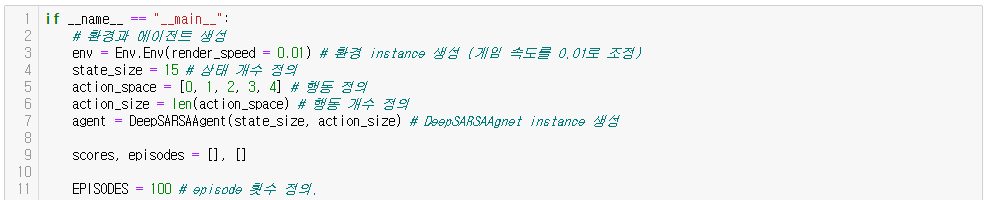 1 if __name__ == "__main__":
2 # 환경과 에이전트 생성
3 env = Env.Env(render_speed = 0.01) # 환경 instance 생성 (게임 속도를 0.01로 조정)
4 state_size = 15 # 상태 개수 정의
5 action_space = [0, 1, 2, 3, 4] # 행동 정의
6 action_size = len(action_space) # 행동 개수 정의
7 agent = DeepSARSAAgent(state_size, action_size) # DeepSARSAAgnet instance 생성
8
9 scores, episodes = [], []
10
11 EPISODES = 100 # episode 횟수 정의.